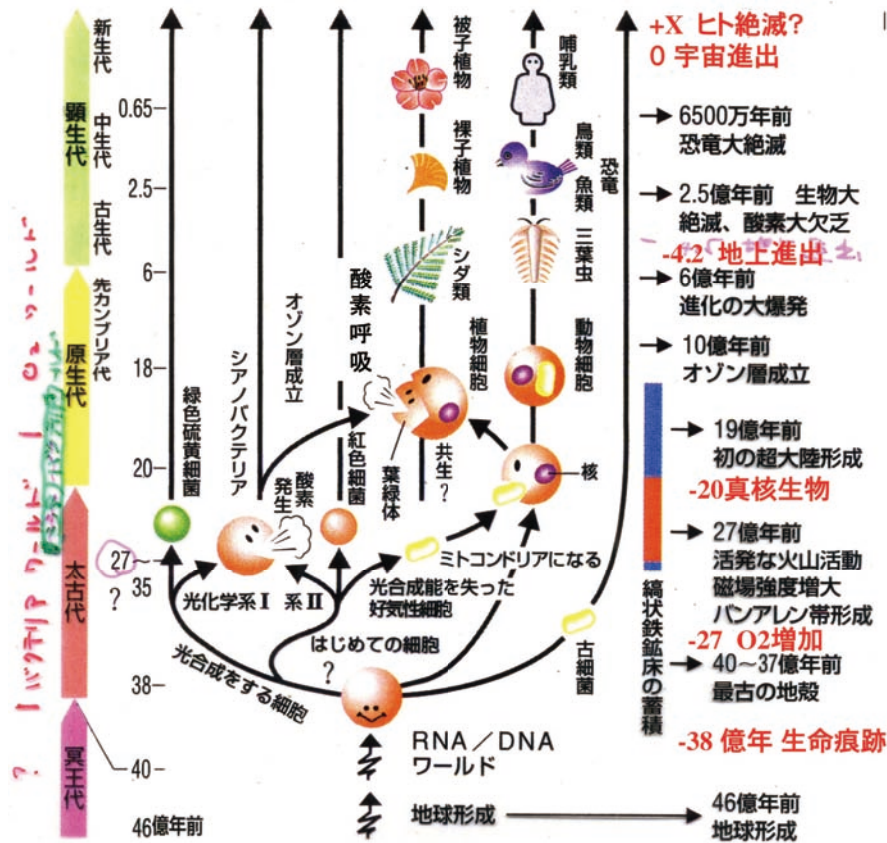 +X ヒト絶滅?
0 宇宙進出
新生代
中生代
古生代
先カンブリア代
顕生代
原生代
太古代
冥王代
0.65
2.5
6
18
20
27
35
?
38
40
46億年前
被子植物
裸子植物
シダ類
哺乳類
鳥類 魚類
三葉虫
恐竜
酸素呼吸
オゾン層成立
シアノバクテリア
緑色硫黄細菌
紅色細菌
酸素
発生
葉緑体
植物細胞
動物細胞
共生?
核
ミトコンドリアになる
光合成能を失った
好気性細胞
光化学系Ⅰ 系Ⅱ
はじめての細胞
?
光合成をする細胞
古細菌
RNA/DNA
ワールド
地球形成
6500万年前
恐竜大絶滅
2.5億年前 生物大
絶滅、酸素大欠乏
-4.2 地上進出
6億年前
進化の大爆発
10億年前
オゾン層成立
19億年前
初の超大陸形成
-20真核生物
27億年前
活発な火山活動
磁場強度増大
バンアレン帯形成
-27 O2増加
40~37億年前
最古の地殻
-38 億年 生命痕跡
46億年前
地球形成
縞状鉄鉱床の蓄積
? | バクテリア ワールド | O2 ワールド